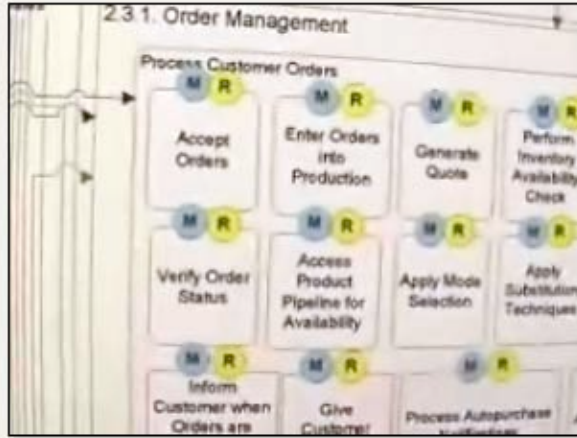 2.3.1. Order Management
Process Customer Orders
M R
M R
M R
M R
Accept
Orders
Enter Orders
into
Production
Generate
Quote
Perform
Inventory
Availability
Check
M R
M R
M R
M R
Verify Order
Status
Access
Product
Pipeline for
Availability
Apply Mode
Selection
Apply
Substitution
Techniques
M R
M R
M R
Inform
Customer when
Orders are
Give
Customer
Process Autopurchase